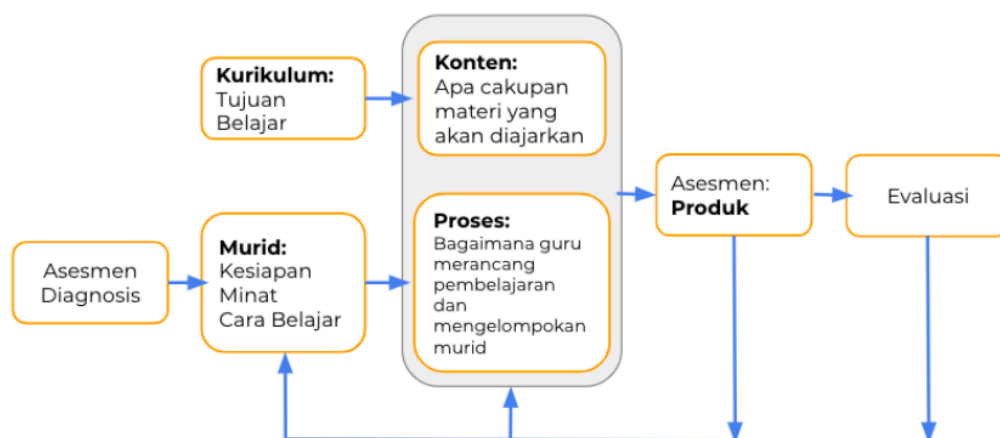 Kurikulum:
Tujuan
Belajar
Konten:
Apa cakupan
materi yang
akan diajarkan
Asesmen
Diagnosis
Murid:
Kesiapan
Minat
Cara Belajar
Proses:
Bagaimana guru
merancang
pembelajaran
dan
mengelompokan
murid
Asesmen:
Produk
Evaluasi